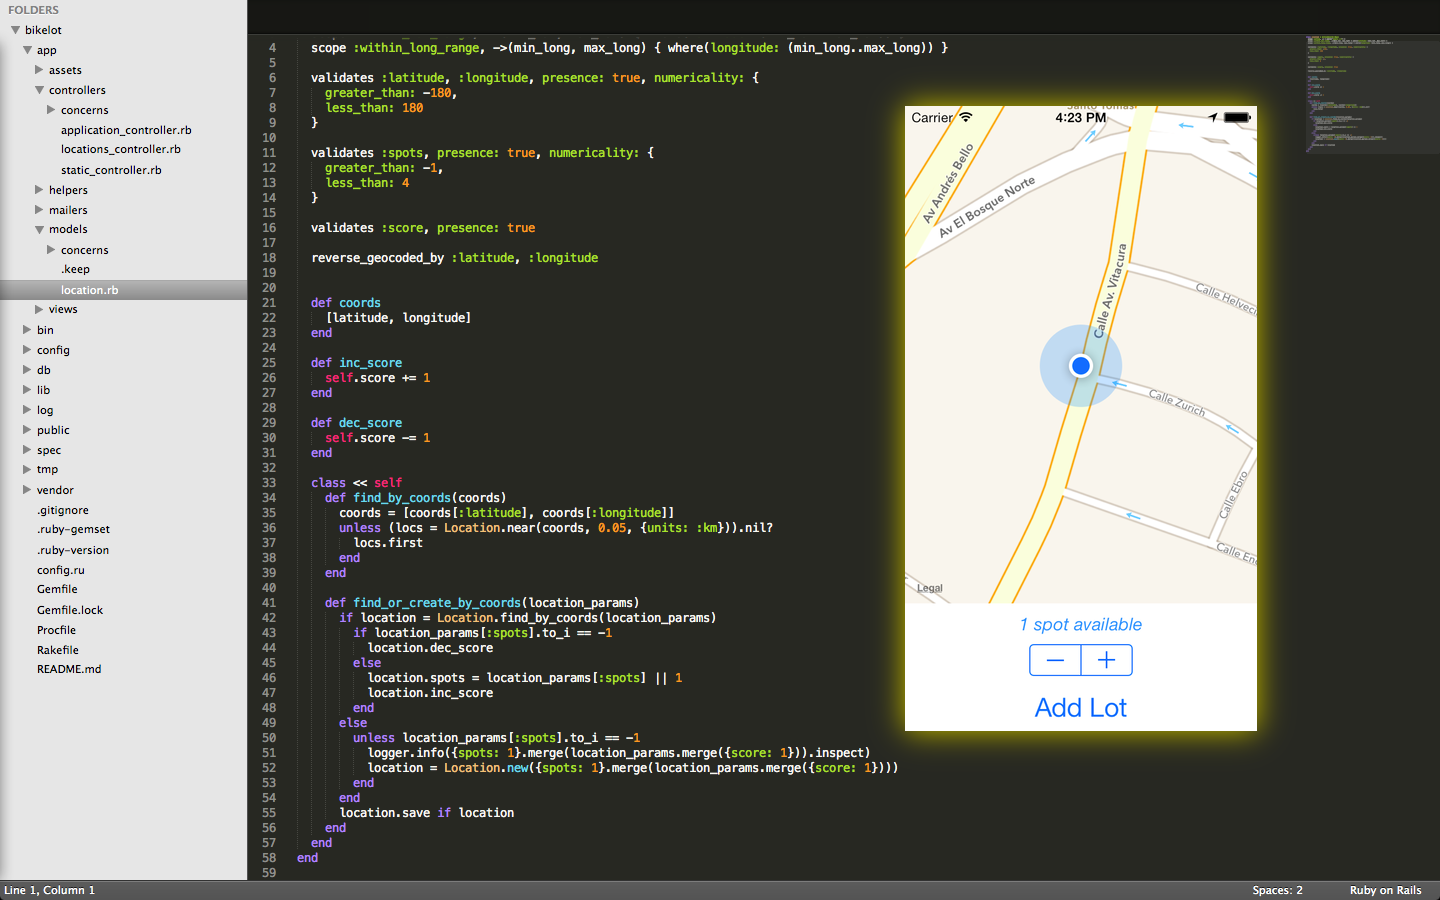 FOLDERS
bikelot
app
assets
controllers
concerns
application_controller.rb
locations_controller.rb
static_controller.rb
helpers
mailers
models
concerns
.keep
location.rb
views
bin
config
db
lib
log
public
spec
tmp
vendor
.gitignore
.ruby-gemset
.ruby-version
config.ru
Gemfile
Gemfile.lock
Procfile
Rakefile
README.md
4 scope :within_long_range, ->(min_long, max_long) { where(longitude: (min_long..max_long)) }
5
6 validates :latitude, :longitude, presence: true, numericality: {
7 greater_than: -180,
8 less_than: 180
9 }
10
11 validates :spots, presence: true, numericality: {
12 greater_than: -1,
13 less_than: 4
14 }
15
16 validates :score, presence: true
17
18 reverse_geocoded_by :latitude, :longitude
19
20
21 def coords
22 [latitude, longitude]
23 end
24
25 def inc_score
26 self.score += 1
27 end
28
29 def dec_score
30 self.score -= 1
31 end
32
33 class << self
34 def find_by_coords(coords)
35 coords = [coords[:latitude], coords[:longitude]]
36 unless (locs = Location.near(coords, 0.05, {units: :km})).nil?
37 locs.first
38 end
39 end
40
41 def find_or_create_by_coords(location_params)
42 if location = Location.find_by_coords(location_params)
43 if location_params[:spots].to_i == -1
44 location.dec_score
45 else
46 location.spots = location_params[:spots] || 1
47 location.inc_score
48 end
49 else
50 unless location_params[:spots].to_i == -1
51 logger.info({spots: 1}.merge(location_params.merge({score: 1})).inspect)
52 location = Location.new({spots: 1}.merge(location_params.merge({score: 1})))
53 end
54 end
55 location.save if location
56 end
57 end
58 end
59
Carrier 4:23 PM
Av Andrés Bello
Av El Bosque Norte
Calle Av. Vitacura
Calle Helveci
Calle Zurich
Calle Ebro
Calle Enc
Legal
1 spot available
− +
Add Lot
Line 1, Column 1
Spaces: 2
Ruby on Rails